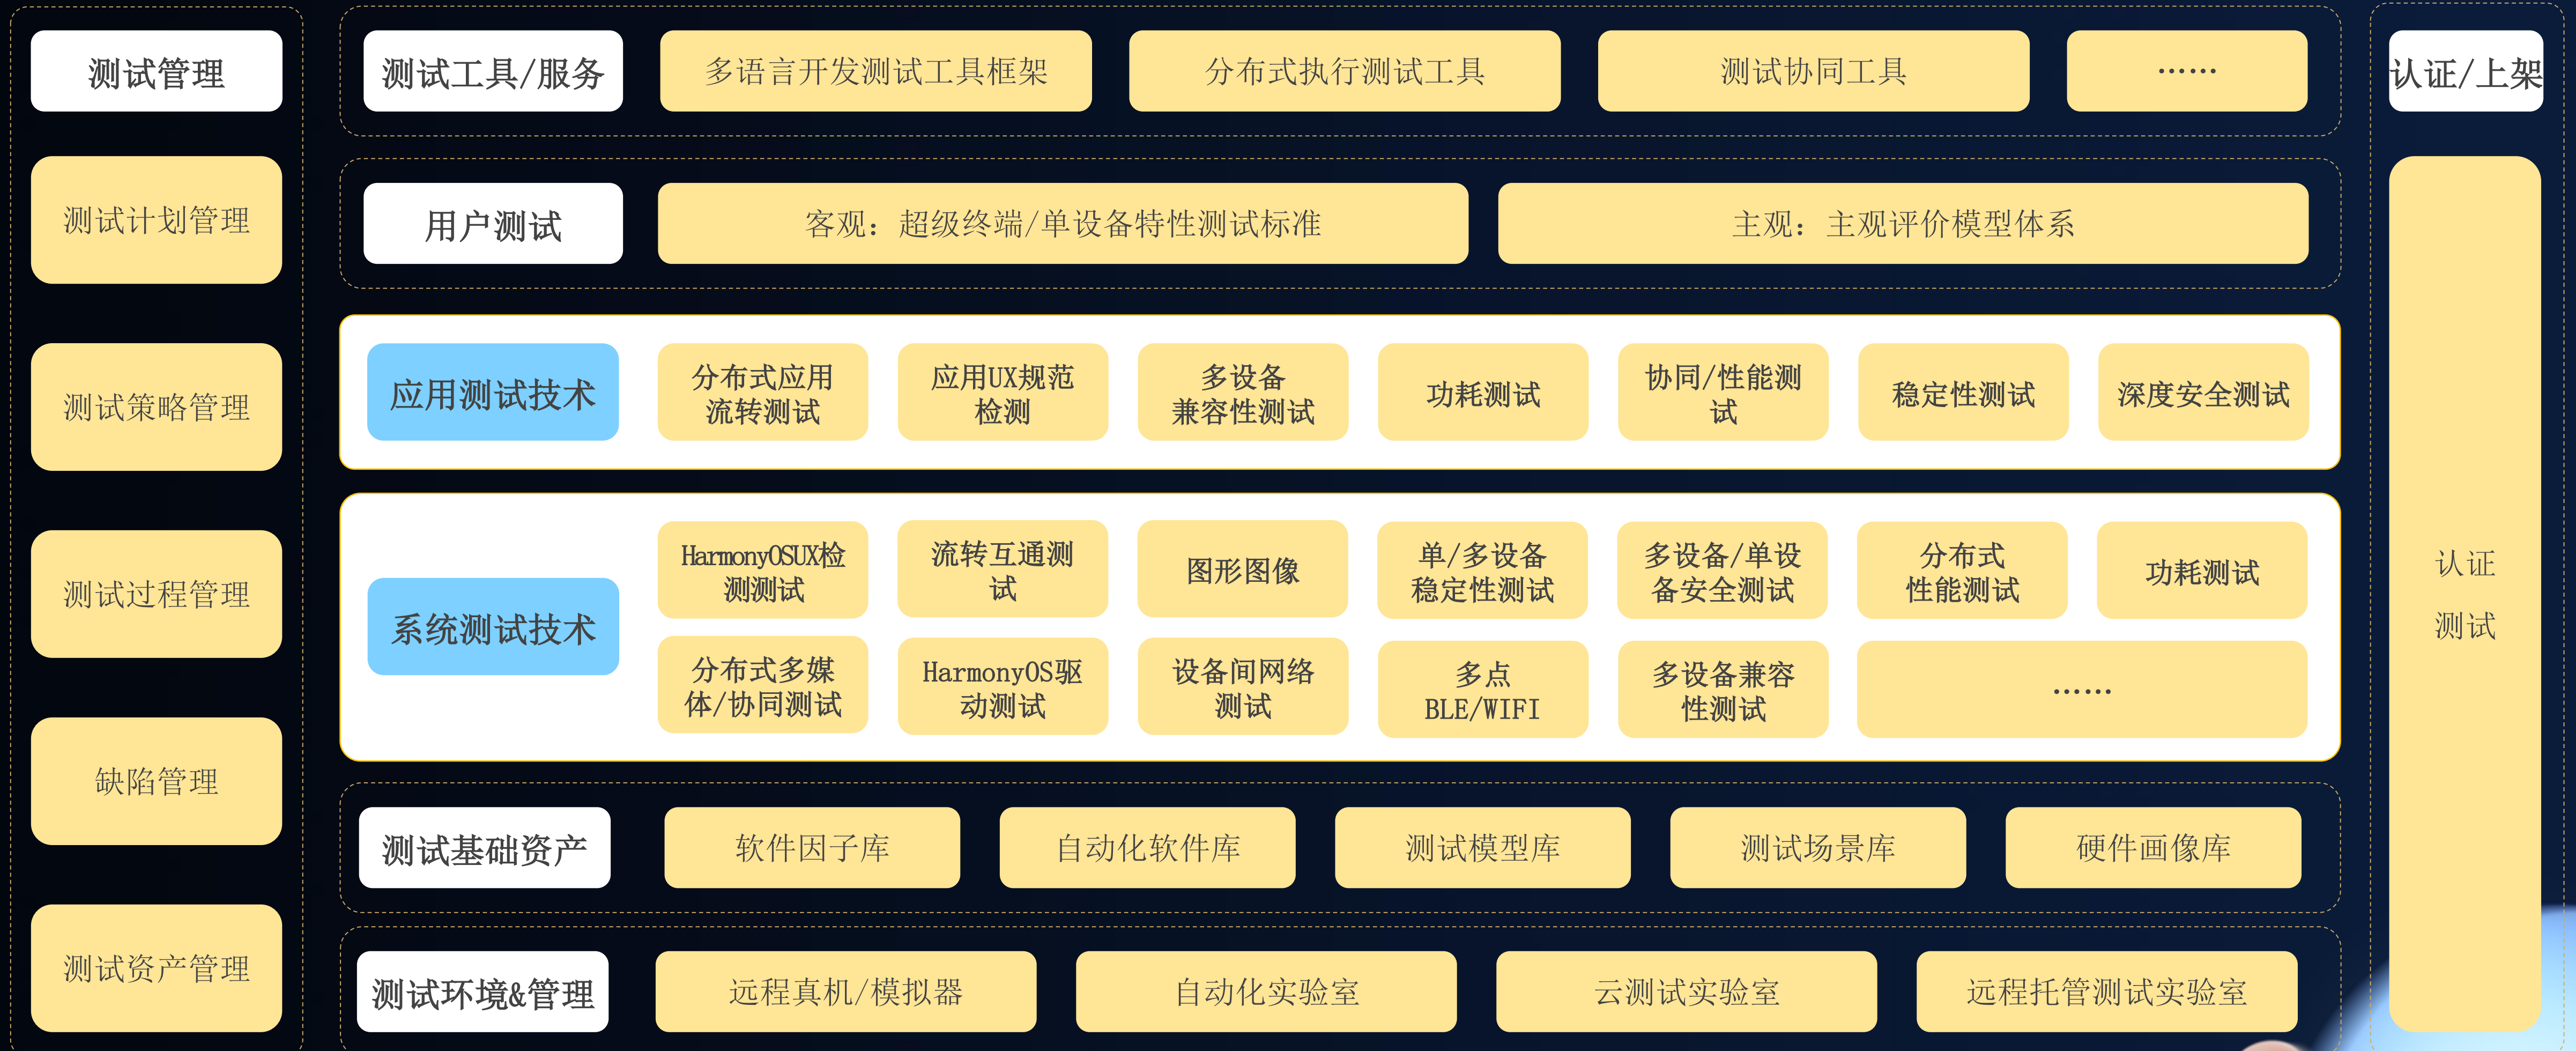 测试管理
测试计划管理
测试策略管理
测试过程管理
缺陷管理
测试资产管理
测试工具/服务
多语言开发测试工具框架
分布式执行测试工具
测试协同工具
……
用户测试
客观：超级终端/单设备特性测试标准
主观：主观评价模型体系
应用测试技术
分布式应用
流转测试
应用UX规范
检测
多设备
兼容性测试
功耗测试
协同/性能测
试
稳定性测试
深度安全测试
系统测试技术
HarmonyOSUX检
测测试
流转互通测
试
图形图像
单/多设备
稳定性测试
多设备/单设
备安全测试
分布式
性能测试
功耗测试
分布式多媒
体/协同测试
HarmonyOS驱
动测试
设备间网络
测试
多点
BLE/WIFI
多设备兼容
性测试
……
测试基础资产
软件因子库
自动化软件库
测试模型库
测试场景库
硬件画像库
测试环境&管理
远程真机/模拟器
自动化实验室
云测试实验室
远程托管测试实验室
认证/上架
认证
测试